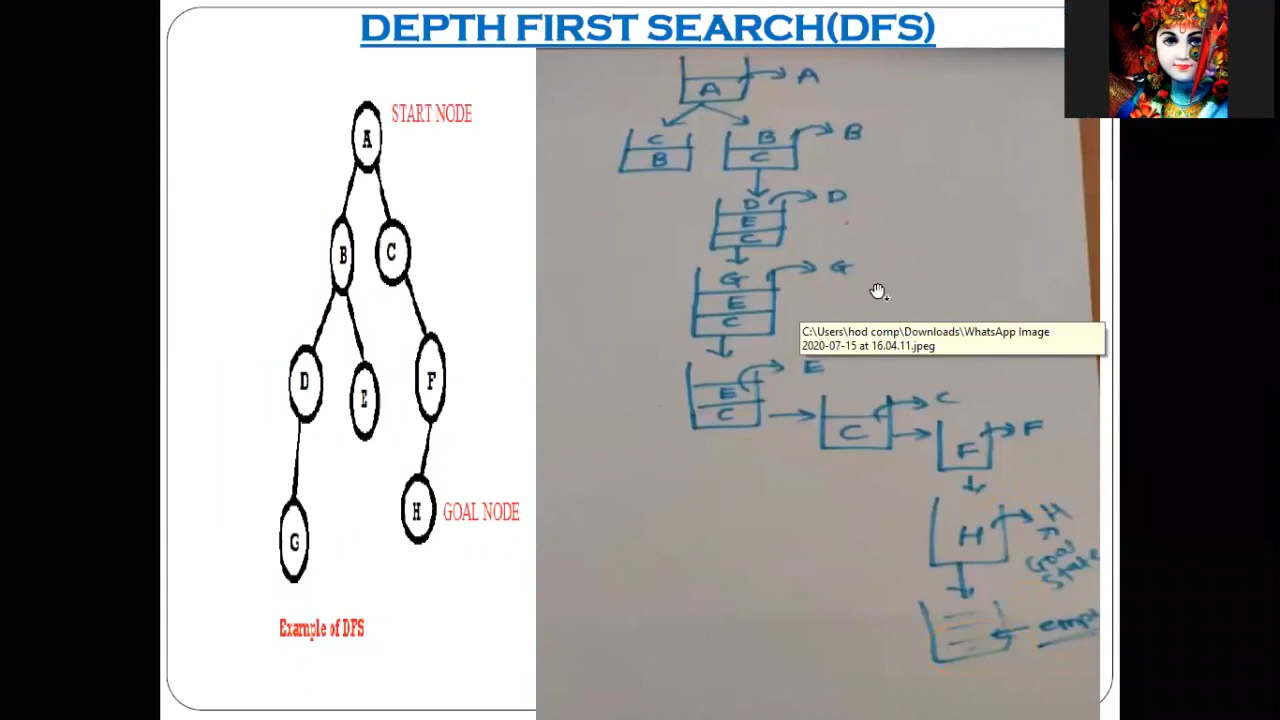 DEPTH FIRST SEARCH(DFS)
START NODE
A
B
C
D
E
F
G
H
GOAL NODE
Example of DFS
A
A
C
B
B
C
B
D
E
C
D
G
E
C
G
C:\Users\hod comp\Downloads\WhatsApp Image
2020-07-15 at 16.04.11.jpeg
E
C
E
C
C
F
F
H
H
Goal
State